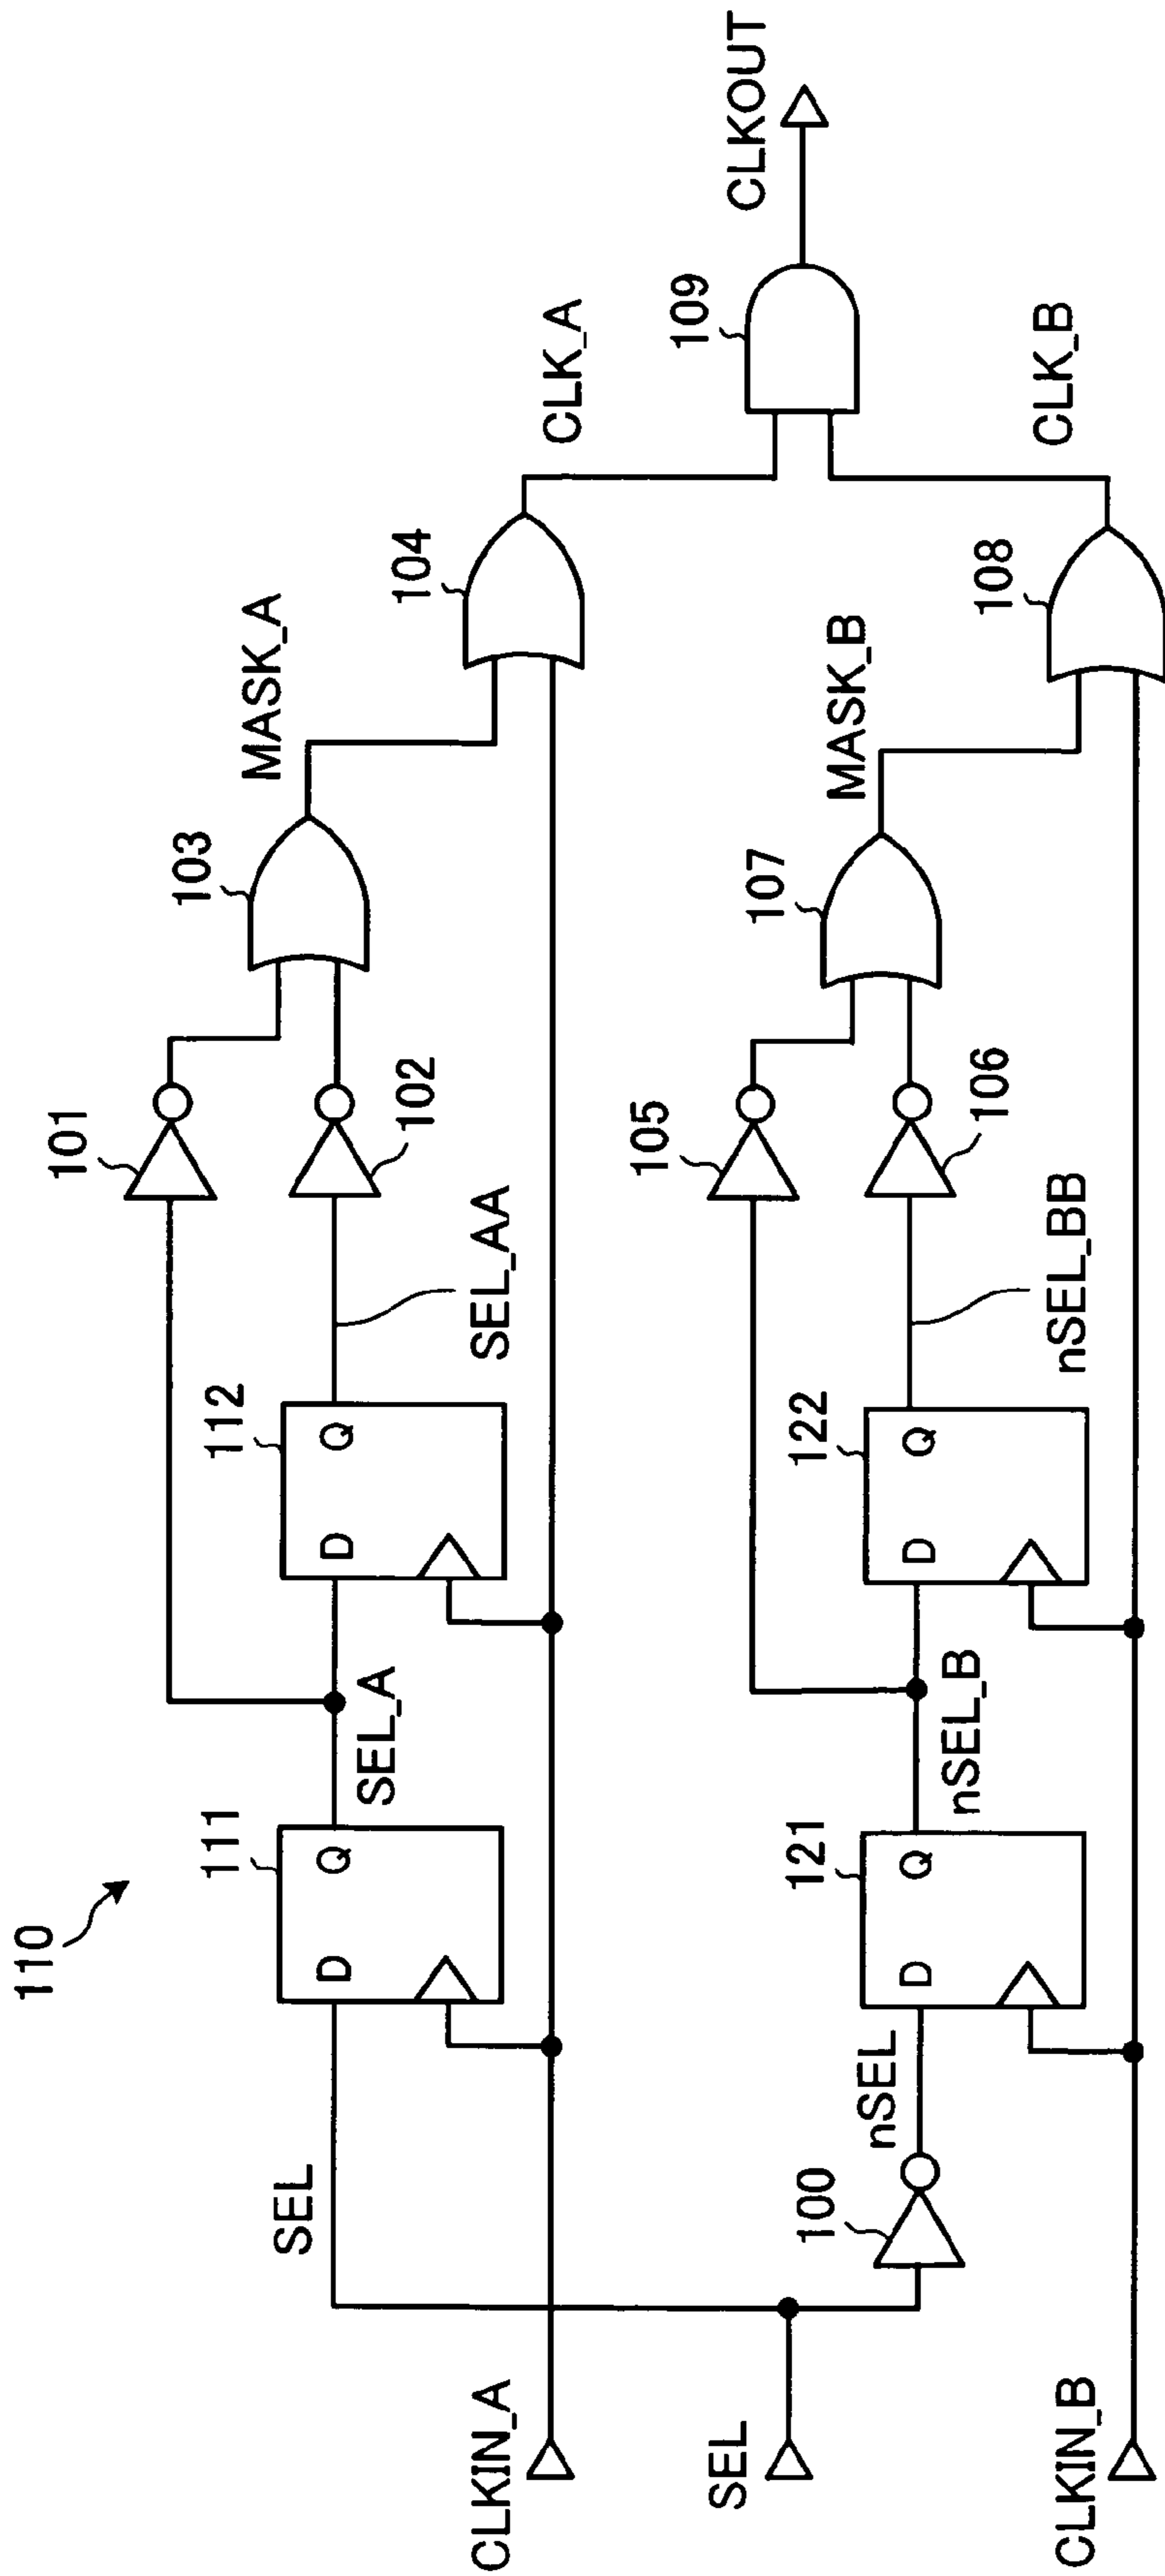 110
CLKIN_A
SEL
CLKIN_B
SEL
100
nSEL
111
D
Q
SEL_A
112
D
Q
SEL_AA
101
102
103
MASK_A
104
CLK_A
121
D
Q
nSEL_B
122
D
Q
nSEL_BB
105
106
107
MASK_B
108
CLK_B
109
CLKOUT